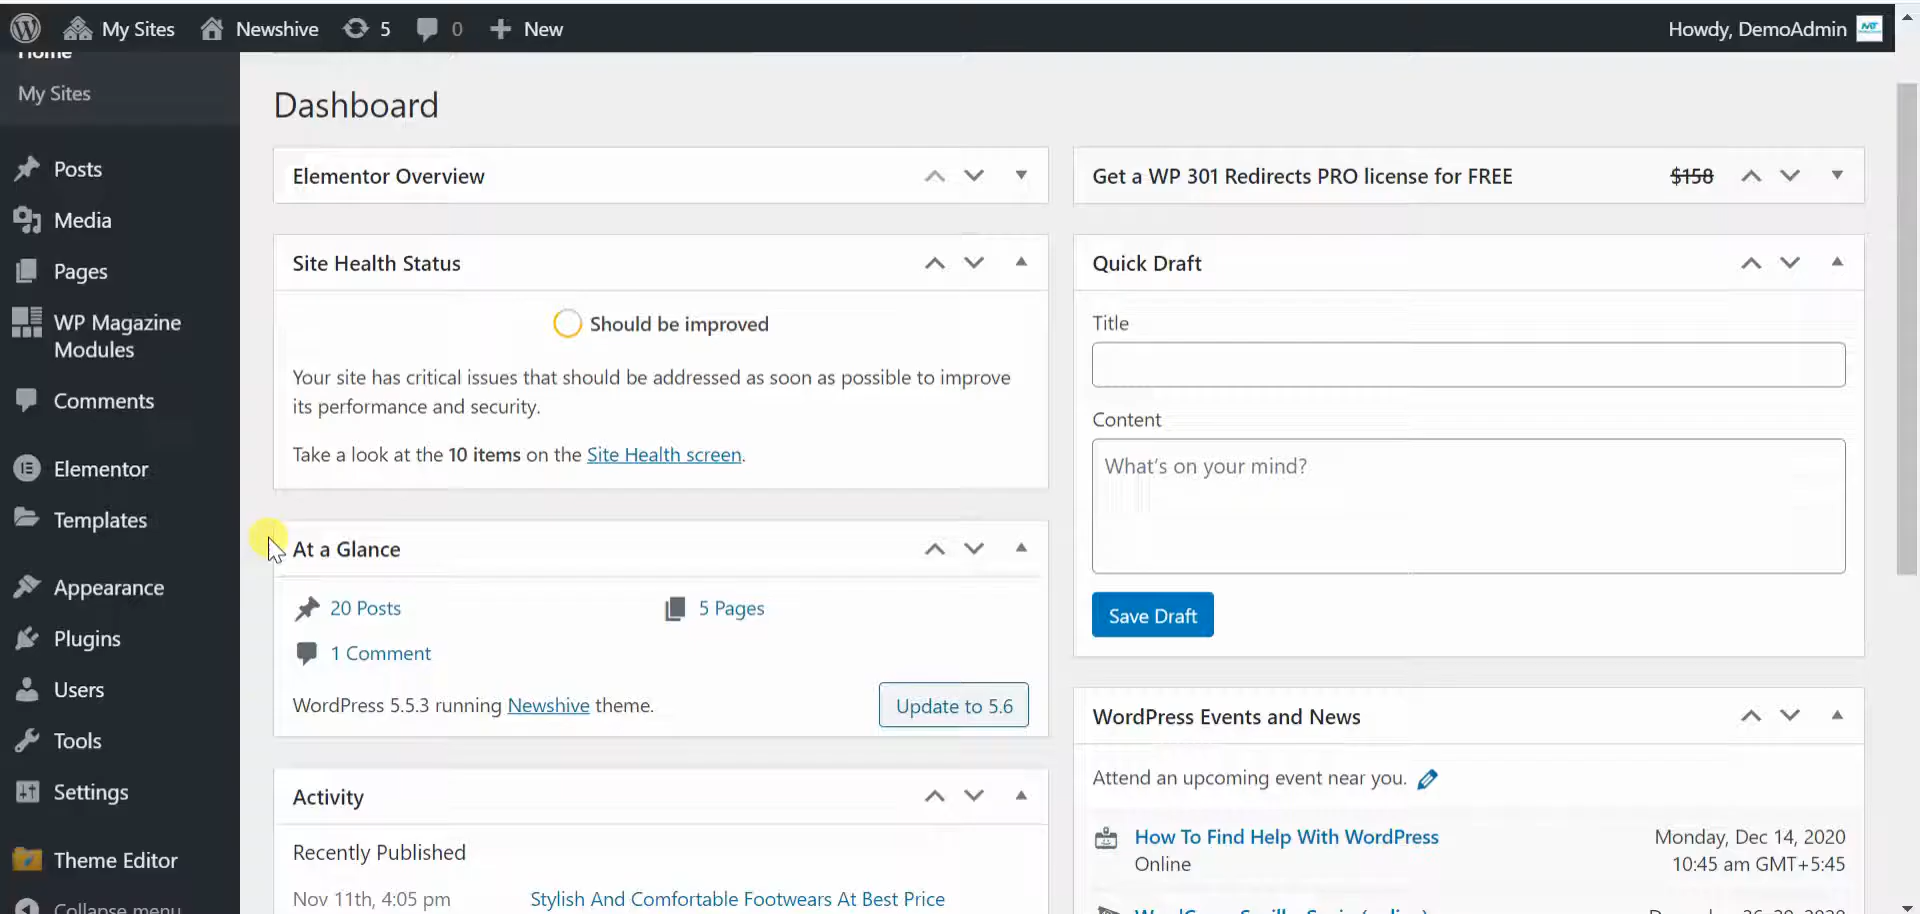 My Sites Newshive 5 0 New Howdy, DemoAdmin
Home
My Sites
Posts
Media
Pages
WP Magazine
Modules
Comments
Elementor
Templates
Appearance
Plugins
Users
Tools
Settings
Theme Editor
Collapse menu
Dashboard
Elementor Overview
Site Health Status
Should be improved
Your site has critical issues that should be addressed as soon as possible to improve
its performance and security.
Take a look at the 10 items on the Site Health screen.
At a Glance
20 Posts 5 Pages
1 Comment
WordPress 5.5.3 running Newshive theme. Update to 5.6
Activity
Recently Published
Nov 11th, 4:05 pm Stylish And Comfortable Footwears At Best Price
Get a WP 301 Redirects PRO license for FREE $158
Quick Draft
Title
Content
What's on your mind?
Save Draft
WordPress Events and News
Attend an upcoming event near you.
How To Find Help With WordPress Monday, Dec 14, 2020
Online 10:45 am GMT+5:45